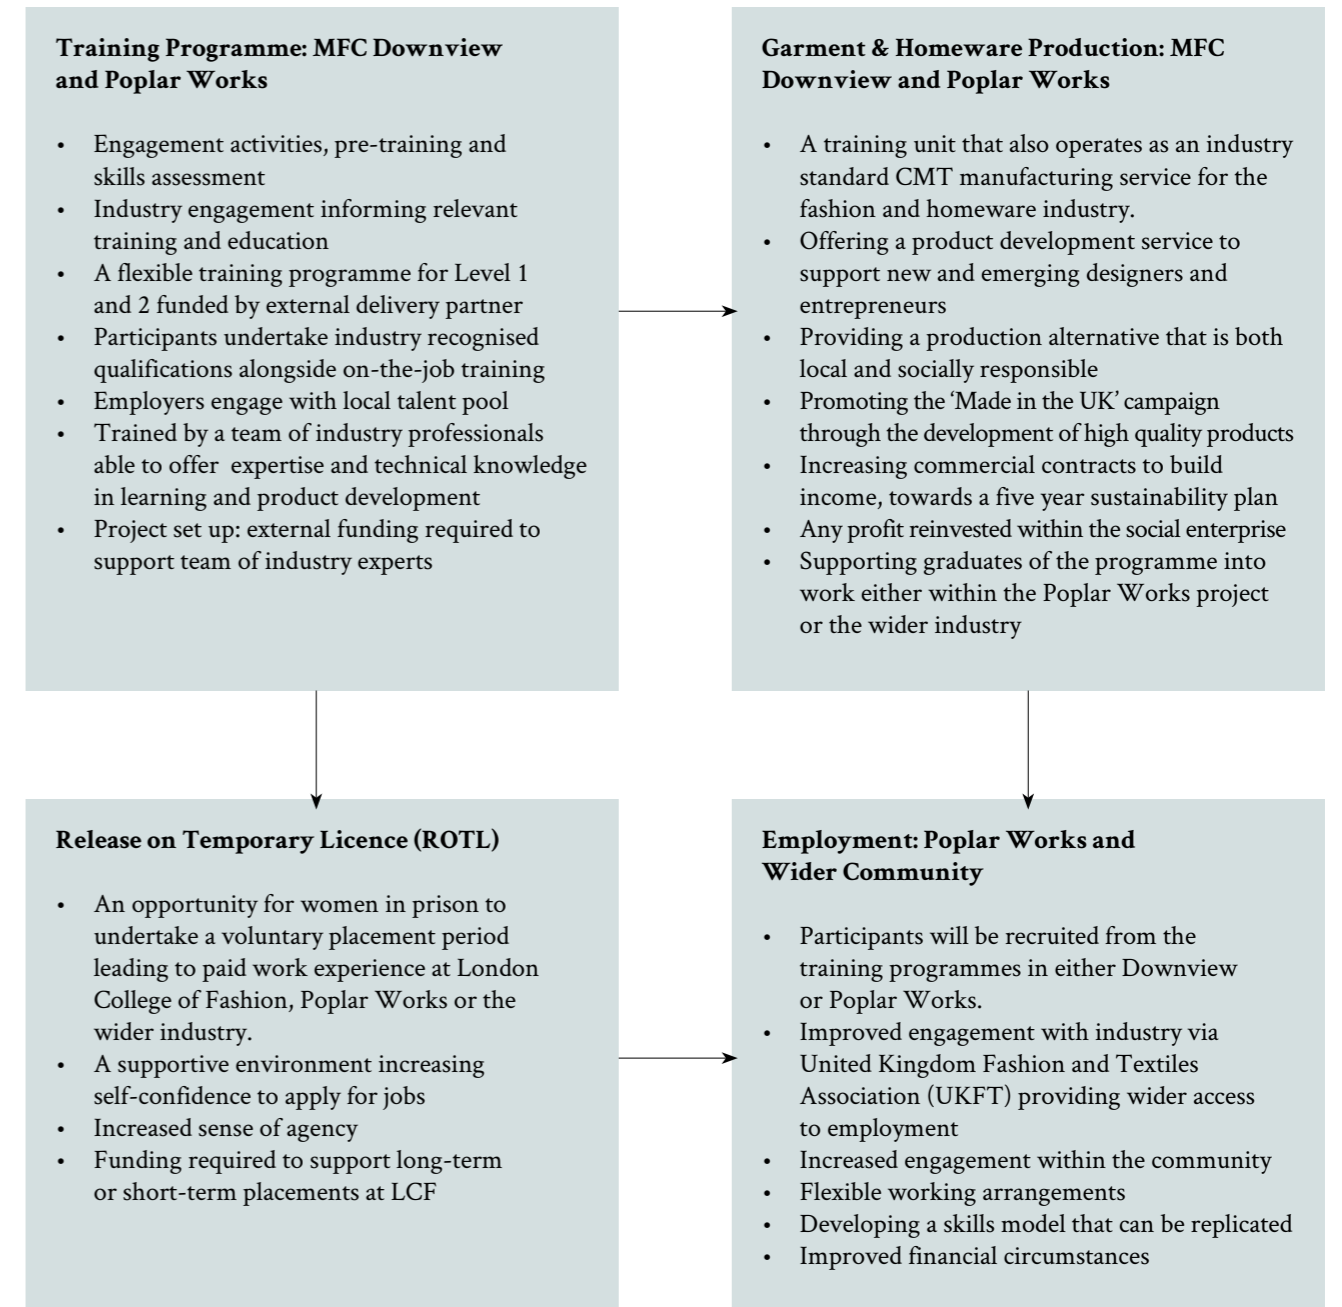 Training Programme: MFC Downview
and Poplar Works
• Engagement activities, pre-training and
skills assessment
• Industry engagement informing relevant
training and education
• A flexible training programme for Level 1
and 2 funded by external delivery partner
• Participants undertake industry recognised
qualifications alongside on-the-job training
• Employers engage with local talent pool
• Trained by a team of industry professionals
able to offer expertise and technical knowledge
in learning and product development
• Project set up: external funding required to
support team of industry experts
Garment & Homeware Production: MFC
Downview and Poplar Works
• A training unit that also operates as an industry
standard CMT manufacturing service for the
fashion and homeware industry.
• Offering a product development service to
support new and emerging designers and
entrepreneurs
• Providing a production alternative that is both
local and socially responsible
• Promoting the ‘Made in the UK’ campaign
through the development of high quality products
• Increasing commercial contracts to build
income, towards a five year sustainability plan
• Any profit reinvested within the social enterprise
• Supporting graduates of the programme into
work either within the Poplar Works project
or the wider industry
Release on Temporary Licence (ROTL)
• An opportunity for women in prison to
undertake a voluntary placement period
leading to paid work experience at London
College of Fashion, Poplar Works or the
wider industry.
• A supportive environment increasing
self-confidence to apply for jobs
• Increased sense of agency
• Funding required to support long-term
or short-term placements at LCF
Employment: Poplar Works and
Wider Community
• Participants will be recruited from the
training programmes in either Downview
or Poplar Works.
• Improved engagement with industry via
United Kingdom Fashion and Textiles
Association (UKFT) providing wider access
to employment
• Increased engagement within the community
• Flexible working arrangements
• Developing a skills model that can be replicated
• Improved financial circumstances